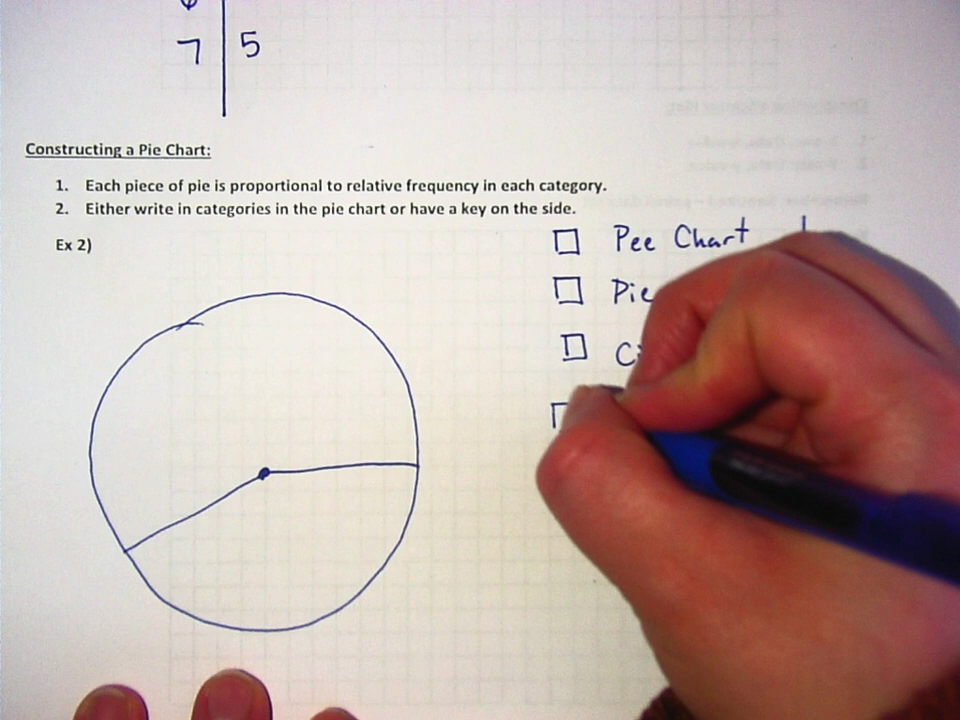 7 5
Constructing a Pie Chart:
1. Each piece of pie is proportional to relative frequency in each category.
2. Either write in categories in the pie chart or have a key on the side.
Ex 2)
Pee Chart
Pie